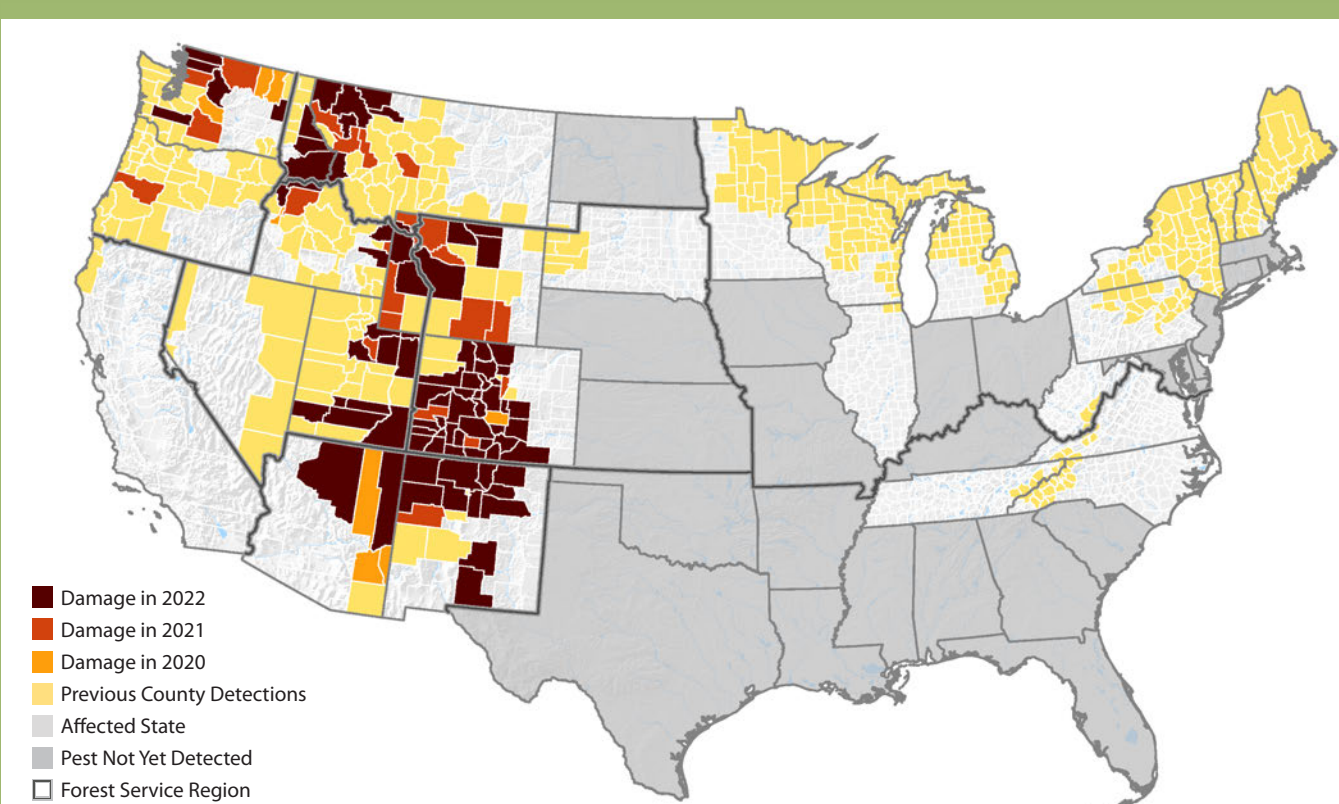 Damage in 2022
Damage in 2021
Damage in 2020
Previous County Detections
Affected State
Pest Not Yet Detected
Forest Service Region